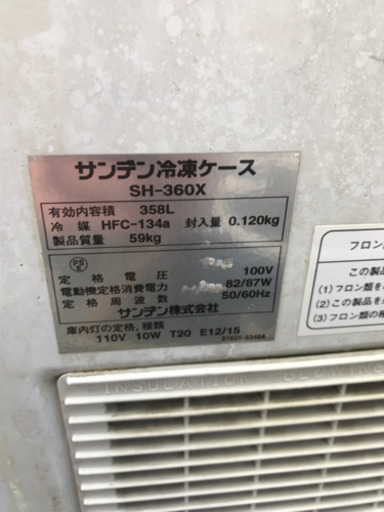 サンデン冷凍ケース
SH-360X
有効内容積 358L
冷媒 HFC-134a 封入量 0.120kg
製品質量 59kg
PS E
定格電圧 100V
電動機定格消費電力 82/87W
定格周波数 50/60Hz
サンデン株式会社
庫内灯の定格，種類
110V 10W T20 E12/15
フロン
この製品
(1) フロン類を
(2) この製品を
(3) フロン類の種
INSULATION BLOWING